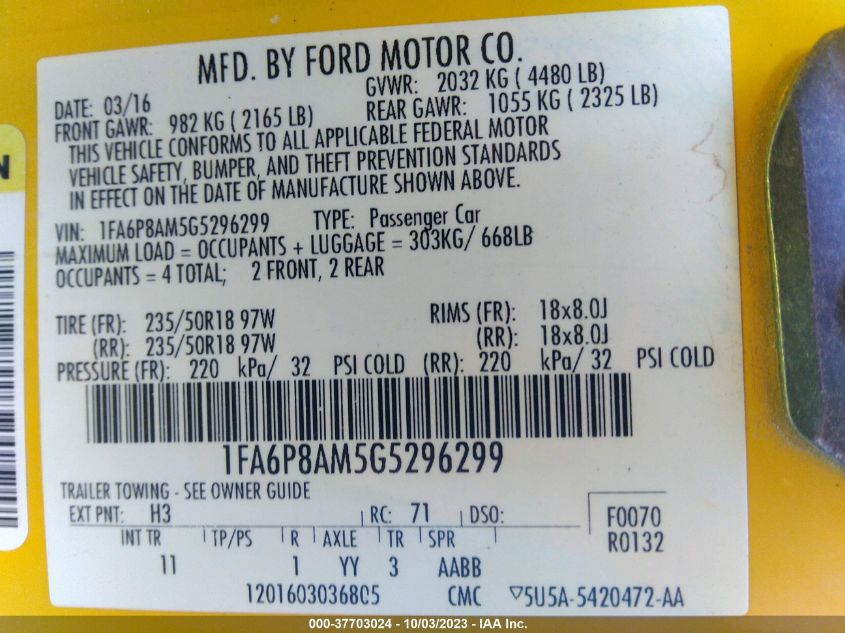 MFD. BY FORD MOTOR CO.
DATE: 03/16 GVWR: 2032 KG ( 4480 LB)
FRONT GAWR: 982 KG ( 2165 LB) REAR GAWR: 1055 KG ( 2325 LB)
THIS VEHICLE CONFORMS TO ALL APPLICABLE FEDERAL MOTOR
VEHICLE SAFETY, BUMPER, AND THEFT PREVENTION STANDARDS
IN EFFECT ON THE DATE OF MANUFACTURE SHOWN ABOVE.
VIN: 1FA6P8AM5G5296299 TYPE: Passenger Car
MAXIMUM LOAD = OCCUPANTS + LUGGAGE = 303KG/ 668LB
OCCUPANTS = 4 TOTAL; 2 FRONT, 2 REAR
TIRE (FR): 235/50R18 97W RIMS (FR): 18x8.0J
(RR): 235/50R18 97W (RR): 18x8.0J
PRESSURE (FR): 220 kPa/ 32 PSI COLD (RR): 220 kPa/ 32 PSI COLD
1FA6P8AM5G5296299
TRAILER TOWING - SEE OWNER GUIDE
EXT PNT: H3 RC: 71 DSO: F0070
INT TR TP/PS R AXLE TR SPR R0132
11 1 YY 3 AABB
1201603036805 CMC ▽5U5A-5420472-AA
N
000-37703024 - 10/03/2023 - IAA Inc.